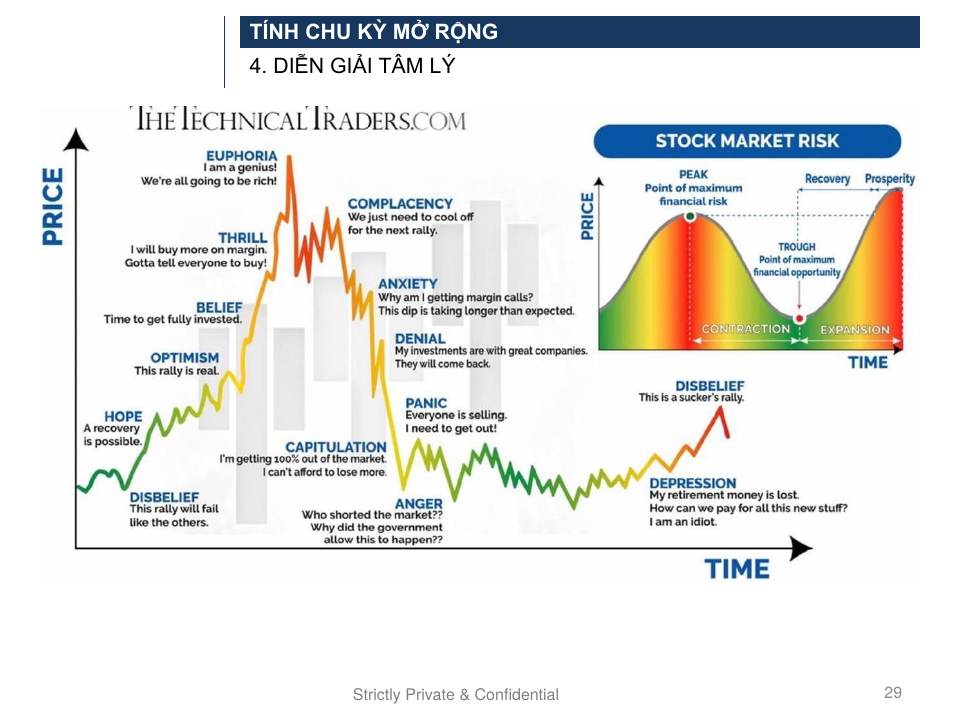 TÍNH CHU KỲ MỞ RỘNG
4. DIỄN GIẢI TÂM LÝ
THETECHNICALTRADERS.COM
PRICE
EUPHORIA
I am a genius!
We're all going to be rich!
COMPLACENCY
We just need to cool off
for the next rally.
THRILL
I will buy more on margin.
Gotta tell everyone to buy!
ANXIETY
Why am I getting margin calls?
This dip is taking longer than expected.
BELIEF
Time to get fully invested.
DENIAL
My investments are with great companies.
They will come back.
OPTIMISM
This rally is real.
PANIC
Everyone is selling.
I need to get out!
HOPE
A recovery
is possible.
CAPITULATION
I'm getting 100% out of the market.
I can't afford to lose more.
DISBELIEF
This rally will fail
like the others.
ANGER
Who shorted the market??
Why did the government
allow this to happen??
DEPRESSION
My retirement money is lost.
How can we pay for all this new stuff?
I am an idiot.
DISBELIEF
This is a sucker's rally.
TIME
STOCK MARKET RISK
PRICE
PEAK
Point of maximum
financial risk
Recovery
Prosperity
TROUGH
Point of maximum
financial opportunity
CONTRACTION
EXPANSION
TIME
Strictly Private & Confidential
29